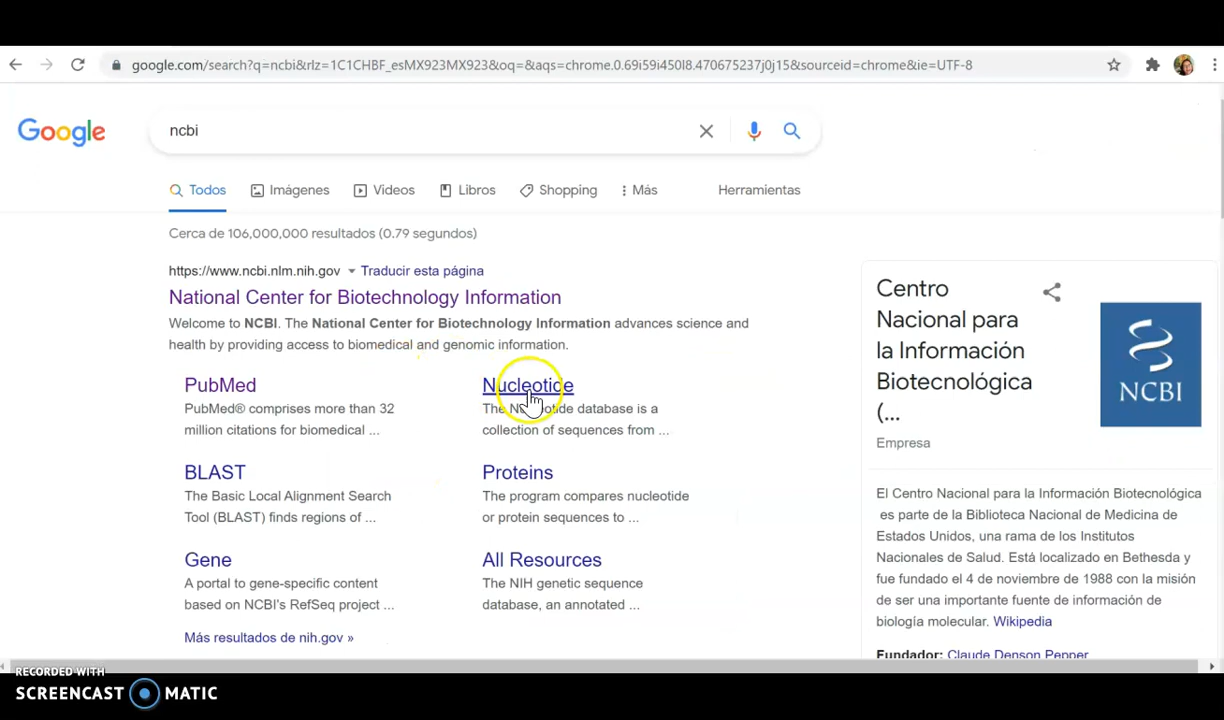 google.com/search?q=ncbi&rlz=1C1CHBF_esMX923MX923&oq=&aqs=chrome.0.69i59i450l8.470675237j0j15&sourceid=chrome&ie=UTF-8
Google
ncbi
Todos Imágenes Videos Libros Shopping Más Herramientas
Cerca de 106,000,000 resultados (0.79 segundos)
https://www.ncbi.nlm.nih.gov Traducir esta página
National Center for Biotechnology Information
Welcome to NCBI. The National Center for Biotechnology Information advances science and
health by providing access to biomedical and genomic information.
PubMed
PubMed® comprises more than 32
million citations for biomedical ...
Nucleotide
The Nucleotide database is a
collection of sequences from ...
BLAST
The Basic Local Alignment Search
Tool (BLAST) finds regions of ...
Proteins
The program compares nucleotide
or protein sequences to ...
Gene
A portal to gene-specific content
based on NCBI's RefSeq project ...
All Resources
The NIH genetic sequence
database, an annotated ...
Más resultados de nih.gov »
Centro
Nacional para
la Información
Biotecnológica
(...
Empresa
NCBI
El Centro Nacional para la Información Biotecnológica
es parte de la Biblioteca Nacional de Medicina de
Estados Unidos, una rama de los Institutos
Nacionales de Salud. Está localizado en Bethesda y
fue fundado el 4 de noviembre de 1988 con la misión
de ser una importante fuente de información de
biología molecular. Wikipedia
Fundador: Claude Denson Pepper
RECORDED WITH
SCREENCAST MATIC